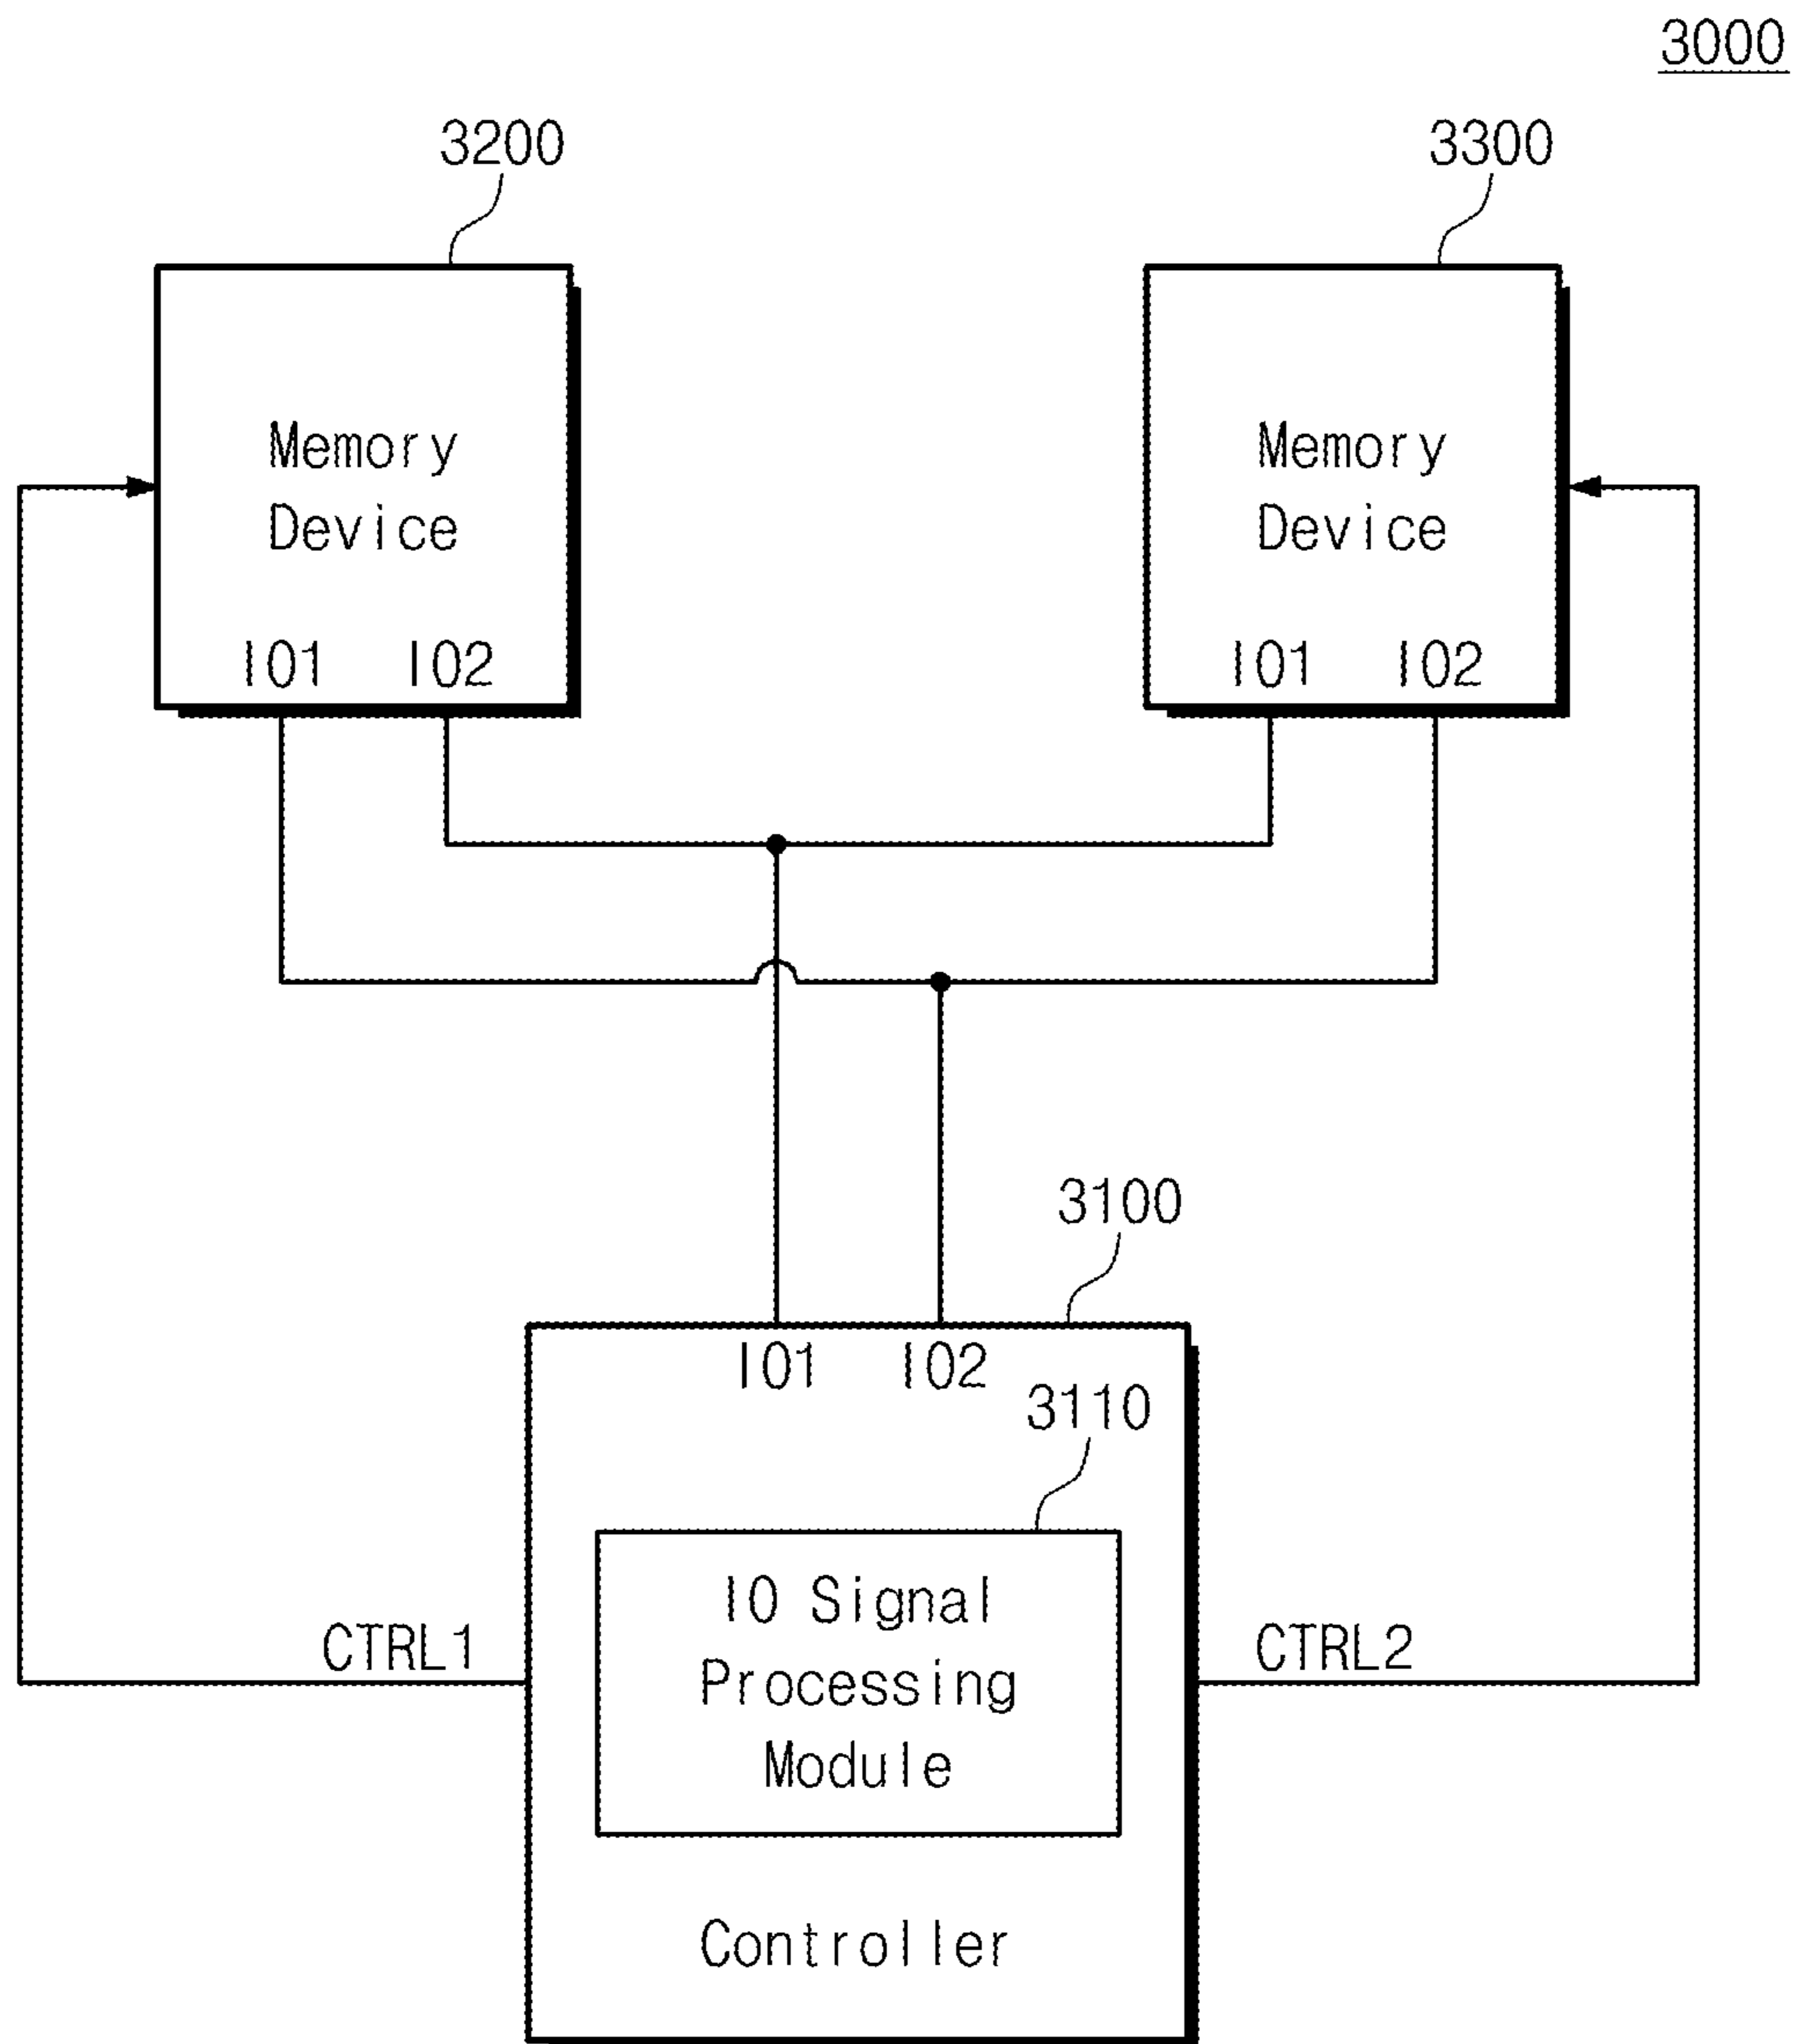 3000
3200
3300
Memory
Device
Memory
Device
IO1 IO2
IO1 IO2
3100
IO1 IO2
3110
IO Signal
Processing
Module
CTRL1
CTRL2
Controller